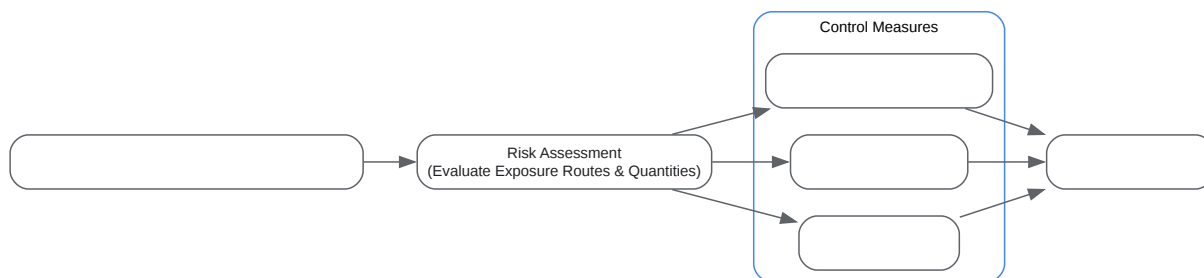 Control Measures
Risk Assessment
(Evaluate Exposure Routes & Quantities)